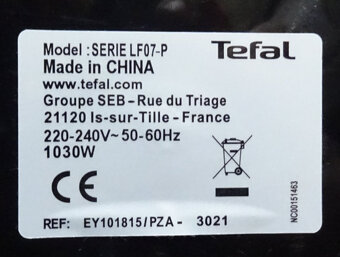 Model :SERIE LF07-P
Tefal
Made in CHINA
www.tefal.com
Groupe SEB – Rue du Triage
21120 Is-sur-Tille – France
220-240V~ 50-60Hz
1030W
CE
NC00151463
REF: EY101815/PZA - 3021